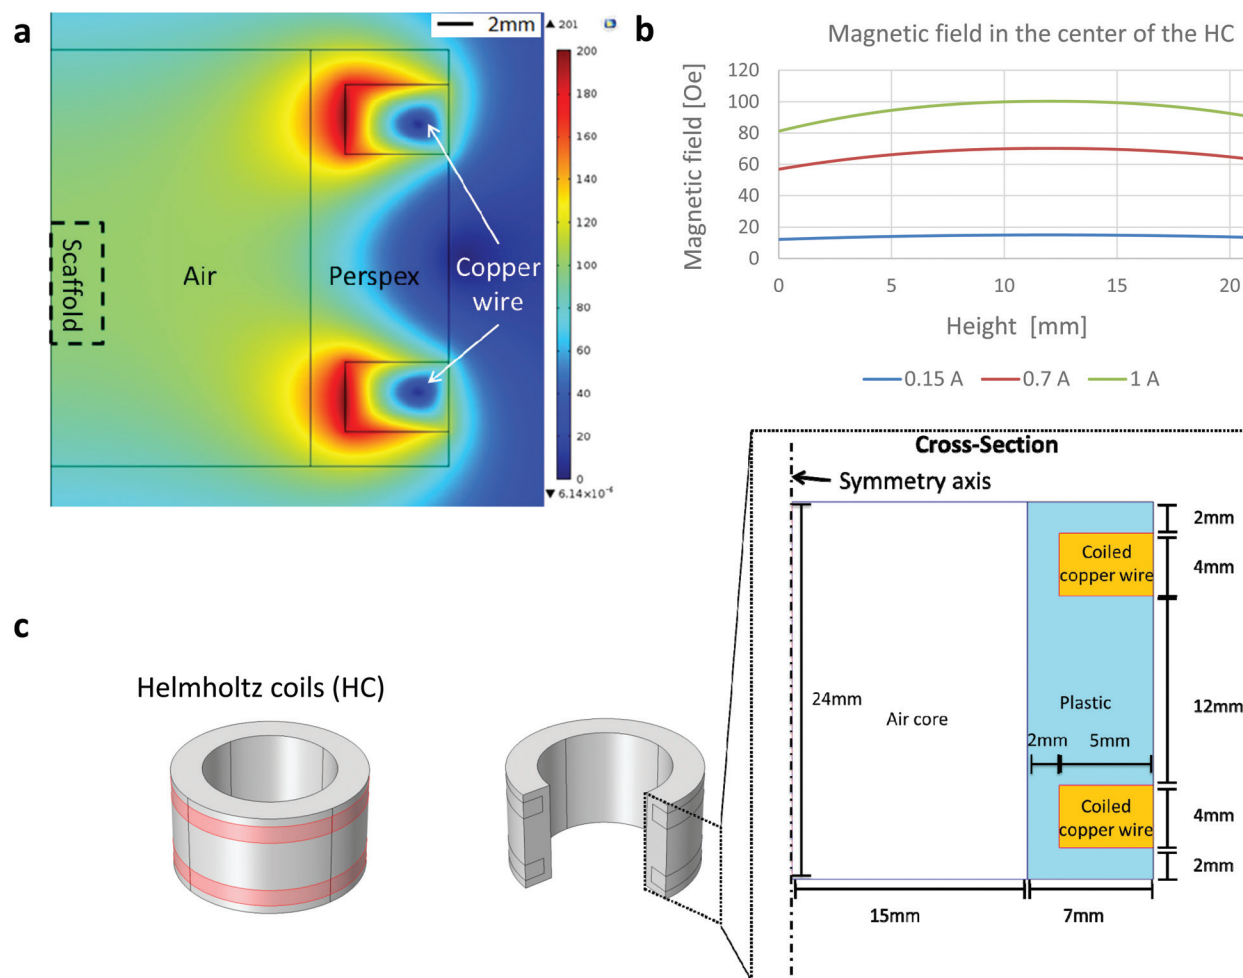 a
2mm
▲ 201
200
180
160
140
120
100
80
60
40
20
0
▼ 6.14×10⁻⁶
Scaffold
Air
Perspex
Copper
wire
b
Magnetic field in the center of the HC
Magnetic field [Oe]
120
100
80
60
40
20
0
0
5
10
15
20
Height [mm]
0.15 A
0.7 A
1 A
c
Helmholtz coils (HC)
Cross-Section
Symmetry axis
24mm
Air core
Plastic
Coiled
copper wire
2mm
5mm
Coiled
copper wire
2mm
4mm
12mm
4mm
2mm
15mm
7mm